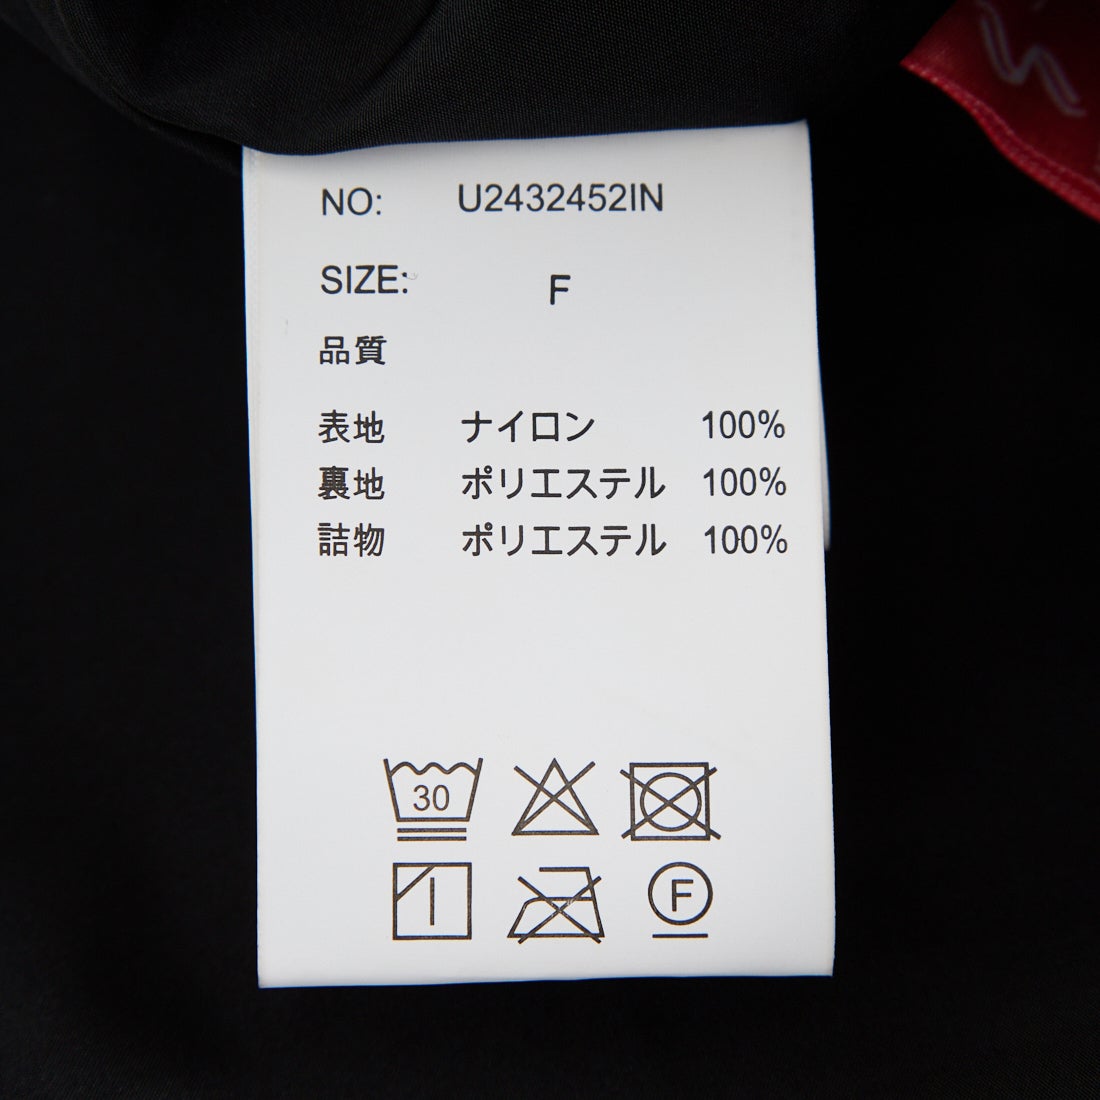 NO: U2432452IN
SIZE: F
品質
表地 ナイロン 100%
裏地 ポリエステル 100%
詰物 ポリエステル 100%
30
F